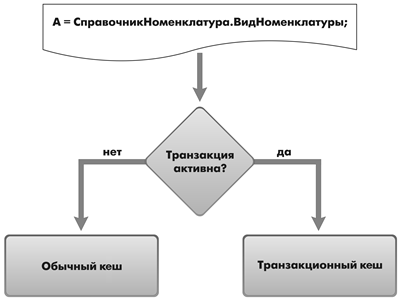 А = СправочникНоменклатура.ВидНоменклатуры;
Транзакция
активна?
нет
да
Обычный кеш
Транзакционный кеш